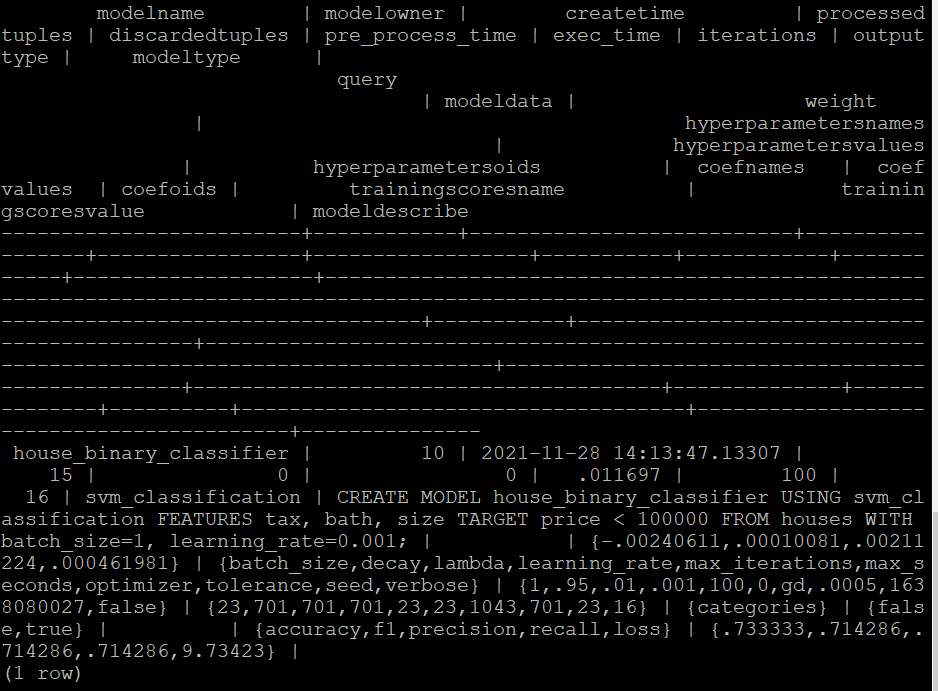 modelname         | modelowner |         createtime         | processed
tuples | discardedtuples | pre_process_time | exec_time | iterations | output
type |     modeltype      |
                            query
                                   | modeldata |                   weight
                |                                        hyperparametersnames
                                         |              hyperparametersvalues
               |          hyperparametersoids          |  coefnames   |  coef
values  | coefoids |         trainingscoresname          |            trainin
gscoresvalue            | modeldescribe
-------------------------+------------+---------------------------+----------
-------+-----------------+------------------+-----------+------------+-------
-----+--------------------+--------------------------------------------------
-----------------------------------------------------------------------------
-----------------------------------+-----------+-----------------------------
----------------+------------------------------------------------------------
-----------------------------------------+-----------------------------------
---------------+---------------------------------------+--------------+------
--------+----------+-------------------------------------+-------------------
------------------------+---------------
 house_binary_classifier |         10 | 2021-11-28 14:13:47.13307 |
    15 |               0 |                0 |   .011697 |        100 |
  16 | svm_classification | CREATE MODEL house_binary_classifier USING svm_cl
assification FEATURES tax, bath, size TARGET price < 100000 FROM houses WITH
batch_size=1, learning_rate=0.001; |           | {-.00240611,.00010081,.00211
224,.000461981} | {batch_size,decay,lambda,learning_rate,max_iterations,max_s
econds,optimizer,tolerance,seed,verbose} | {1,.95,.01,.001,100,0,gd,.0005,163
8080027,false} | {23,701,701,701,23,23,1043,701,23,16} | {categories} | {fals
e,true} |          | {accuracy,f1,precision,recall,loss} | {.733333,.714286,.
714286,.714286,9.73423} |
(1 row)